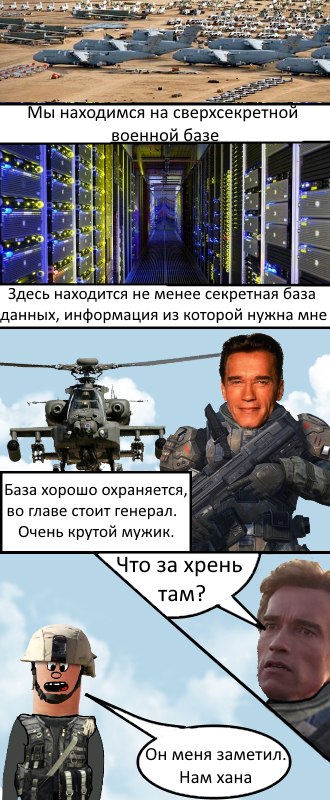 Мы находимся на сверхсекретной
военной базе
Здесь находится не менее секретная база
данных, информация из которой нужна мне
База хорошо охраняется,
во главе стоит генерал.
Очень крутой мужик.
Что за хрень
там?
Он меня заметил.
Нам хана